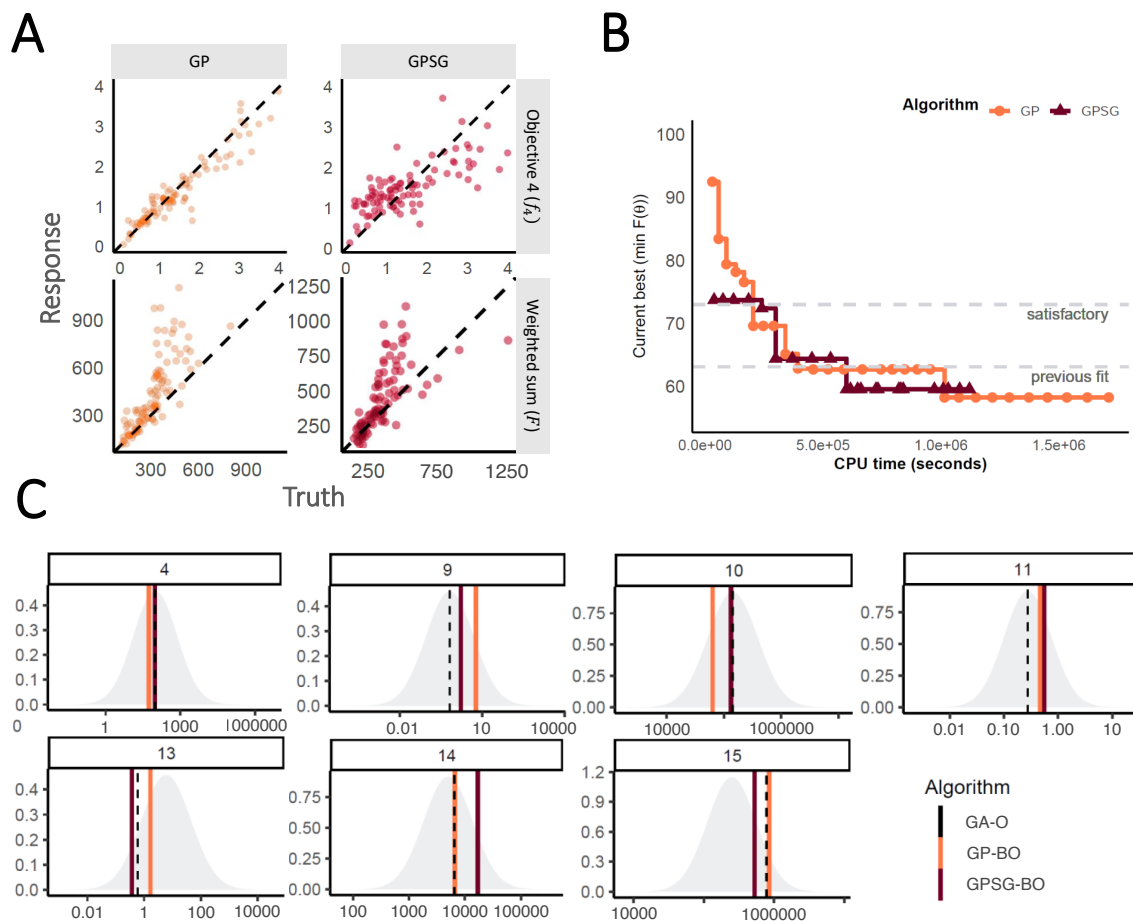 A
GP
GPSG
4
3
2
1
0
0 1 2 3 4
4
3
2
1
0
0 1 2 3 4
Objective 4 (f₄)
Response
900
600
300
300 600 900
1250
1000
750
500
250
250 750 1250
Weighted sum (F)
Truth
B
Algorithm GP GPSG
Current best (min F(θ))
100
90
80
70
60
satisfactory
previous fit
0.0e+00 5.0e+05 1.0e+06 1.5e+06
CPU time (seconds)
C
4
0.4
0.3
0.2
0.1
0.0
0 1 1000 1000000
9
0.4
0.3
0.2
0.1
0.0
0.01 10 10000
10
0.75
0.50
0.25
0.00
10000 1000000
11
0.75
0.50
0.25
0.00
0.01 0.10 1.00 10
13
0.4
0.3
0.2
0.1
0.0
0.01 1 100 10000
14
0.75
0.50
0.25
0.00
100 1000 10000 100000
15
1.2
0.9
0.6
0.3
0.0
10000 1000000
Algorithm
GA-O
GP-BO
GPSG-BO